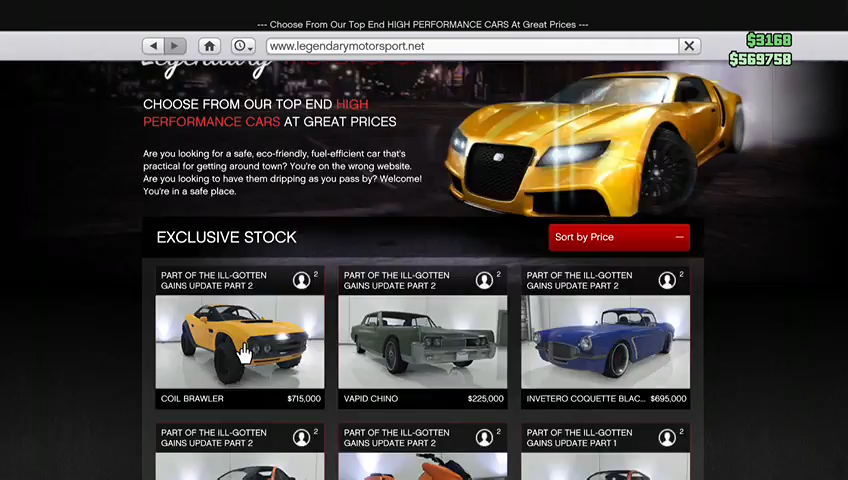 --- Choose From Our Top End HIGH PERFORMANCE CARS At Great Prices ---
www.legendarymotorsport.net
$3168
$569758
Legendary
CHOOSE FROM OUR TOP END HIGH
PERFORMANCE CARS AT GREAT PRICES
Are you looking for a safe, eco-friendly, fuel-efficient car that's
practical for getting around town? You're on the wrong website.
Are you looking to have them dripping as you pass by? Welcome!
You're in a safe place.
EXCLUSIVE STOCK
Sort by Price
PART OF THE ILL-GOTTEN
GAINS UPDATE PART 2
2
PART OF THE ILL-GOTTEN
GAINS UPDATE PART 2
2
PART OF THE ILL-GOTTEN
GAINS UPDATE PART 2
2
COIL BRAWLER $715,000
VAPID CHINO $225,000
INVETERO COQUETTE BLAC... $695,000
PART OF THE ILL-GOTTEN
GAINS UPDATE PART 2
2
PART OF THE ILL-GOTTEN
GAINS UPDATE PART 2
2
PART OF THE ILL-GOTTEN
GAINS UPDATE PART 1
2